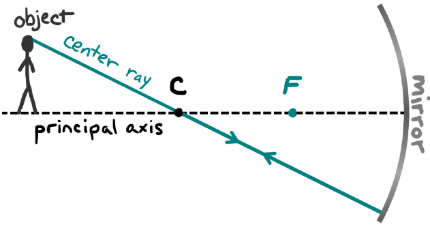 object
center ray
C
F
principal axis
Mirror